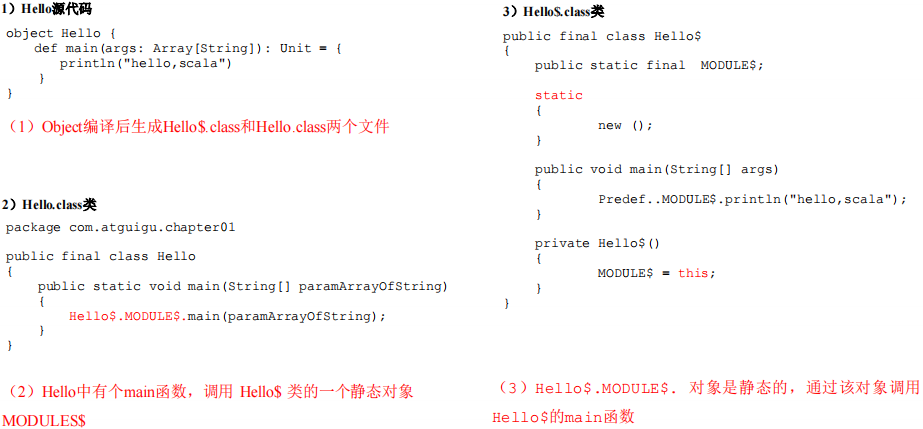 1）Hello源代码
object Hello {
def main(args: Array[String]): Unit = {
println("hello,scala")
}
}
（1）Object编译后生成Hello$.class和Hello.class两个文件
2）Hello.class类
package com.atguigu.chapter01
public final class Hello
{
public static void main(String[] paramArrayOfString)
{
Hello$.MODULE$.main(paramArrayOfString);
}
}
（2）Hello中有个main函数，调用 Hello$ 类的一个静态对象
MODULES$
3）Hello$.class类
public final class Hello$
{
public static final  MODULE$;
static
{
new ();
}
public void main(String[] args)
{
Predef..MODULE$.println("hello,scala");
}
private Hello$()
{
MODULE$ = this;
}
}
（3）Hello$.MODULE$. 对象是静态的，通过该对象调用
Hello$的main函数